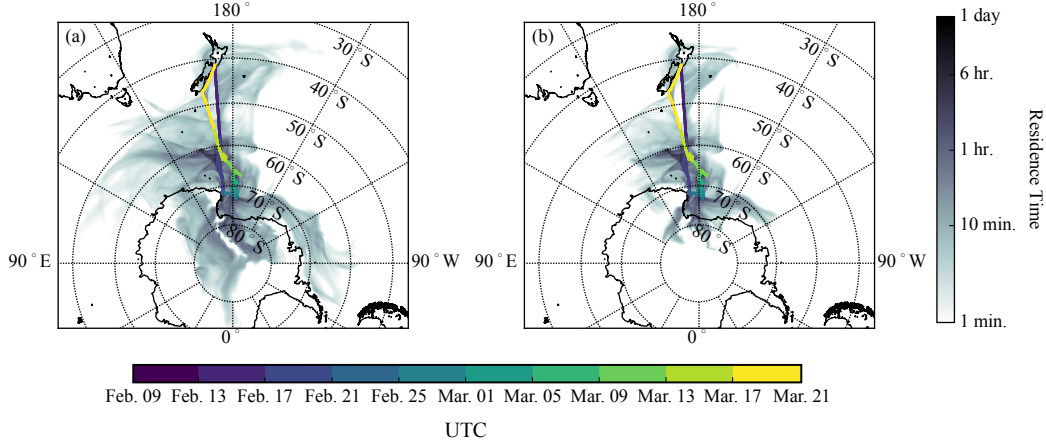 180°
180°
1 day
(a)
(b)
30° S
30° S
6 hr.
40° S
40° S
50° S
50° S
1 hr.
60° S
60° S
70° S
70° S
10 min.
80° S
80° S
Residence Time
90° E
90° W
90° E
90° W
1 min.
0°
0°
Feb. 09 Feb. 13 Feb. 17 Feb. 21 Feb. 25 Mar. 01 Mar. 05 Mar. 09 Mar. 13 Mar. 17 Mar. 21
UTC